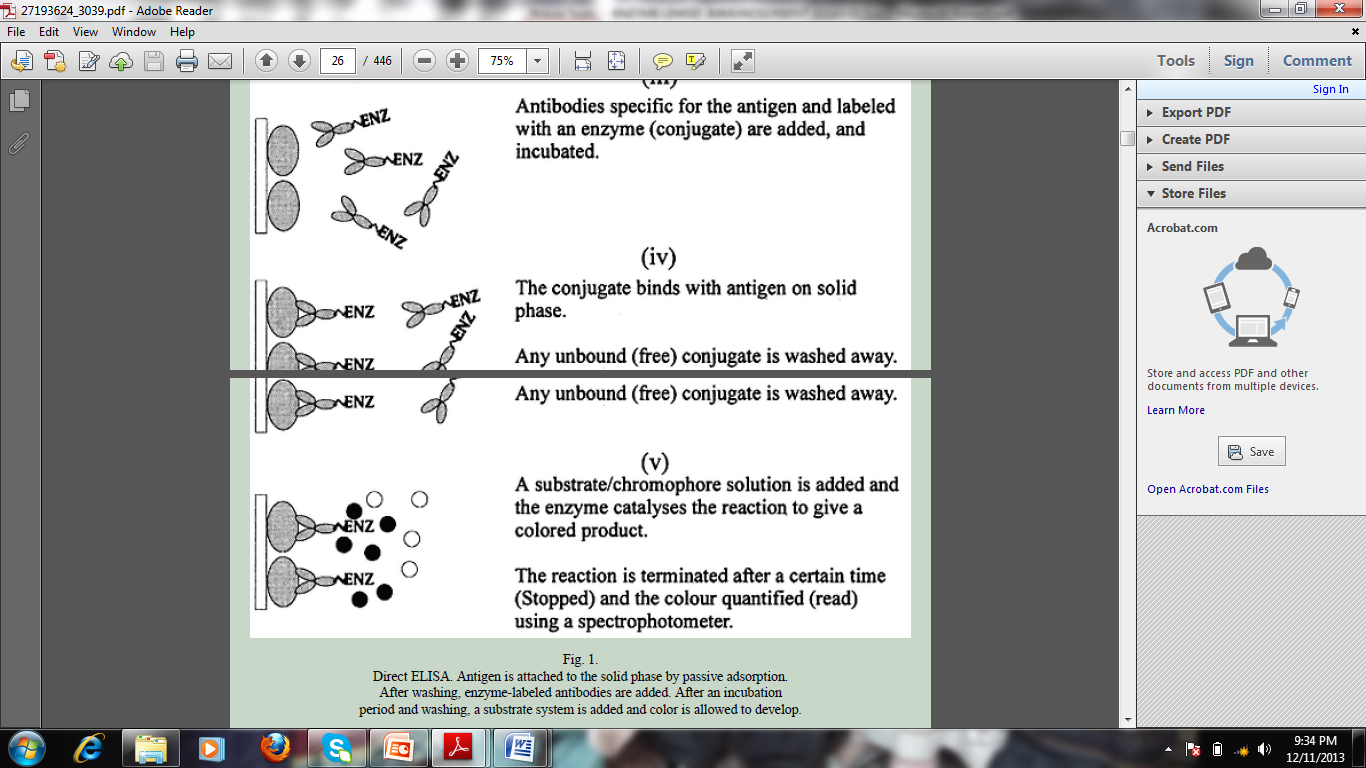 27193624_3039.pdf - Adobe Reader
File Edit View Window Help
26 / 446 75% Tools Sign Comment
Sign In
Export PDF
Create PDF
Send Files
Store Files
Acrobat.com
Store and access PDF and other
documents from multiple devices.
Learn More
Save
Open Acrobat.com Files
Antibodies specific for the antigen and labeled
with an enzyme (conjugate) are added, and
incubated.
ENZ
ENZ
ENZ
ENZ
(iv)
The conjugate binds with antigen on solid
phase.
Any unbound (free) conjugate is washed away.
ENZ
ENZ
ENZ
ENZ
Any unbound (free) conjugate is washed away.
ENZ
(v)
A substrate/chromophore solution is added and
the enzyme catalyses the reaction to give a
colored product.
The reaction is terminated after a certain time
(Stopped) and the colour quantified (read)
using a spectrophotometer.
ENZ
ENZ
Fig. 1.
Direct ELISA. Antigen is attached to the solid phase by passive adsorption.
After washing, enzyme-labeled antibodies are added. After an incubation
period and washing, a substrate system is added and color is allowed to develop.
9:34 PM
12/11/2013